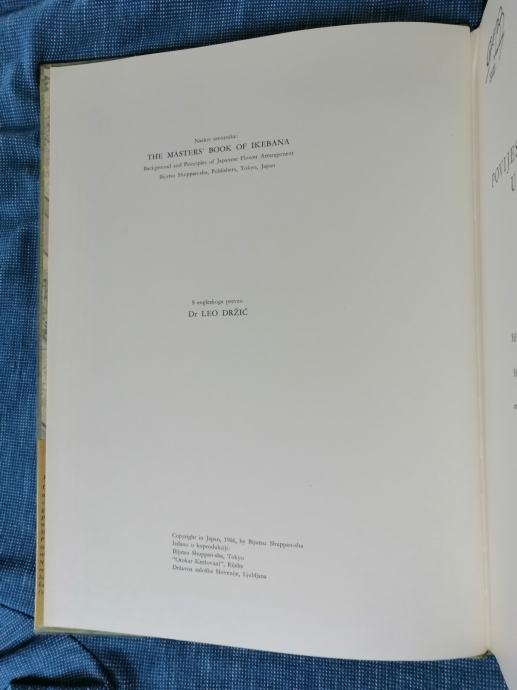 Naslov izvornika:
THE MASTERS' BOOK OF IKEBANA
Background and Principles of Japanese Flower Arrangement
Bijutsu Shuppan-sha, Publishers, Tokyo, Japan
S engleskoga preveo
Dr LEO DRŽIĆ
Copyright in Japan, 1966, by Bijutsu Shuppan-sha
Izdano u koprodukciji:
Bijutsu Shuppan-sha, Tokyo
"Otokar Keršovani", Rijeka
Državna založba Slovenije, Ljubljana
POVIJES
U